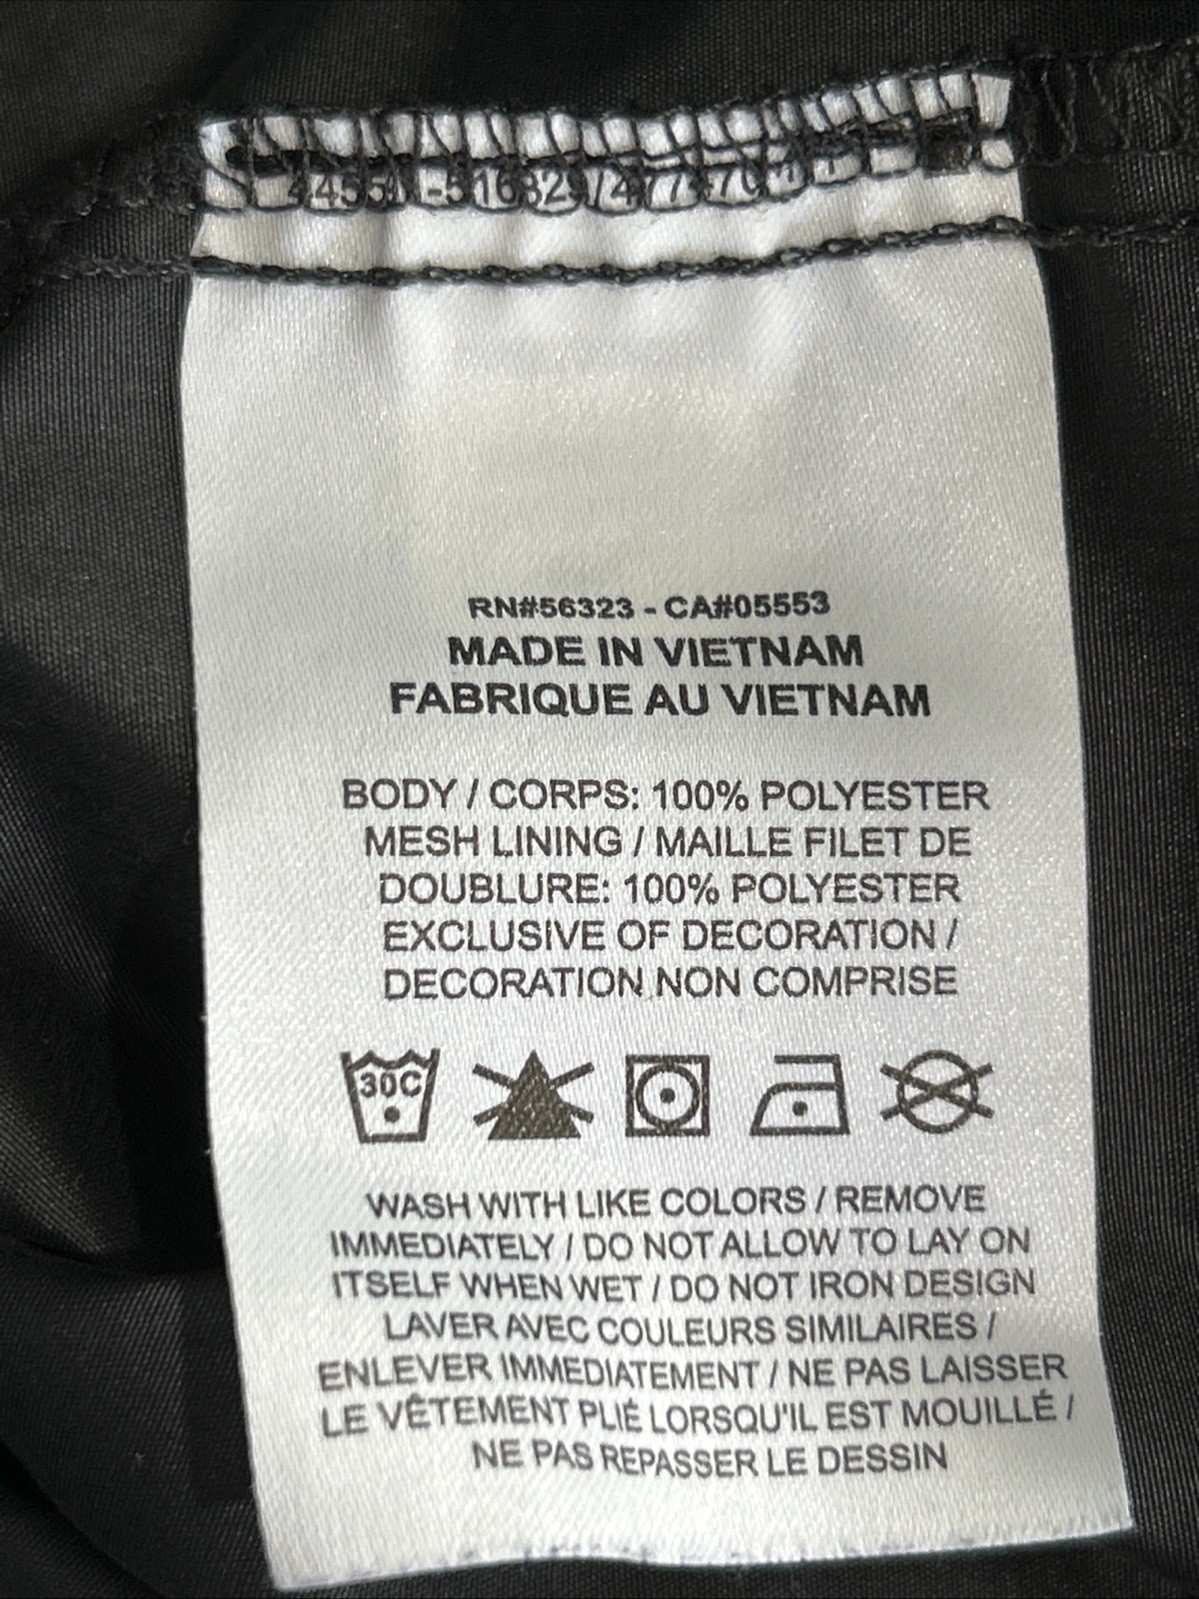 RN#56323 - CA#05553
MADE IN VIETNAM
FABRIQUE AU VIETNAM
BODY / CORPS: 100% POLYESTER
MESH LINING / MAILLE FILET DE
DOUBLURE: 100% POLYESTER
EXCLUSIVE OF DECORATION /
DECORATION NON COMPRISE
30C
WASH WITH LIKE COLORS / REMOVE
IMMEDIATELY / DO NOT ALLOW TO LAY ON
ITSELF WHEN WET / DO NOT IRON DESIGN
LAVER AVEC COULEURS SIMILAIRES /
ENLEVER IMMEDIATEMENT / NE PAS LAISSER
LE VÊTEMENT PLIÉ LORSQU'IL EST MOUILLÉ /
NE PAS REPASSER LE DESSIN